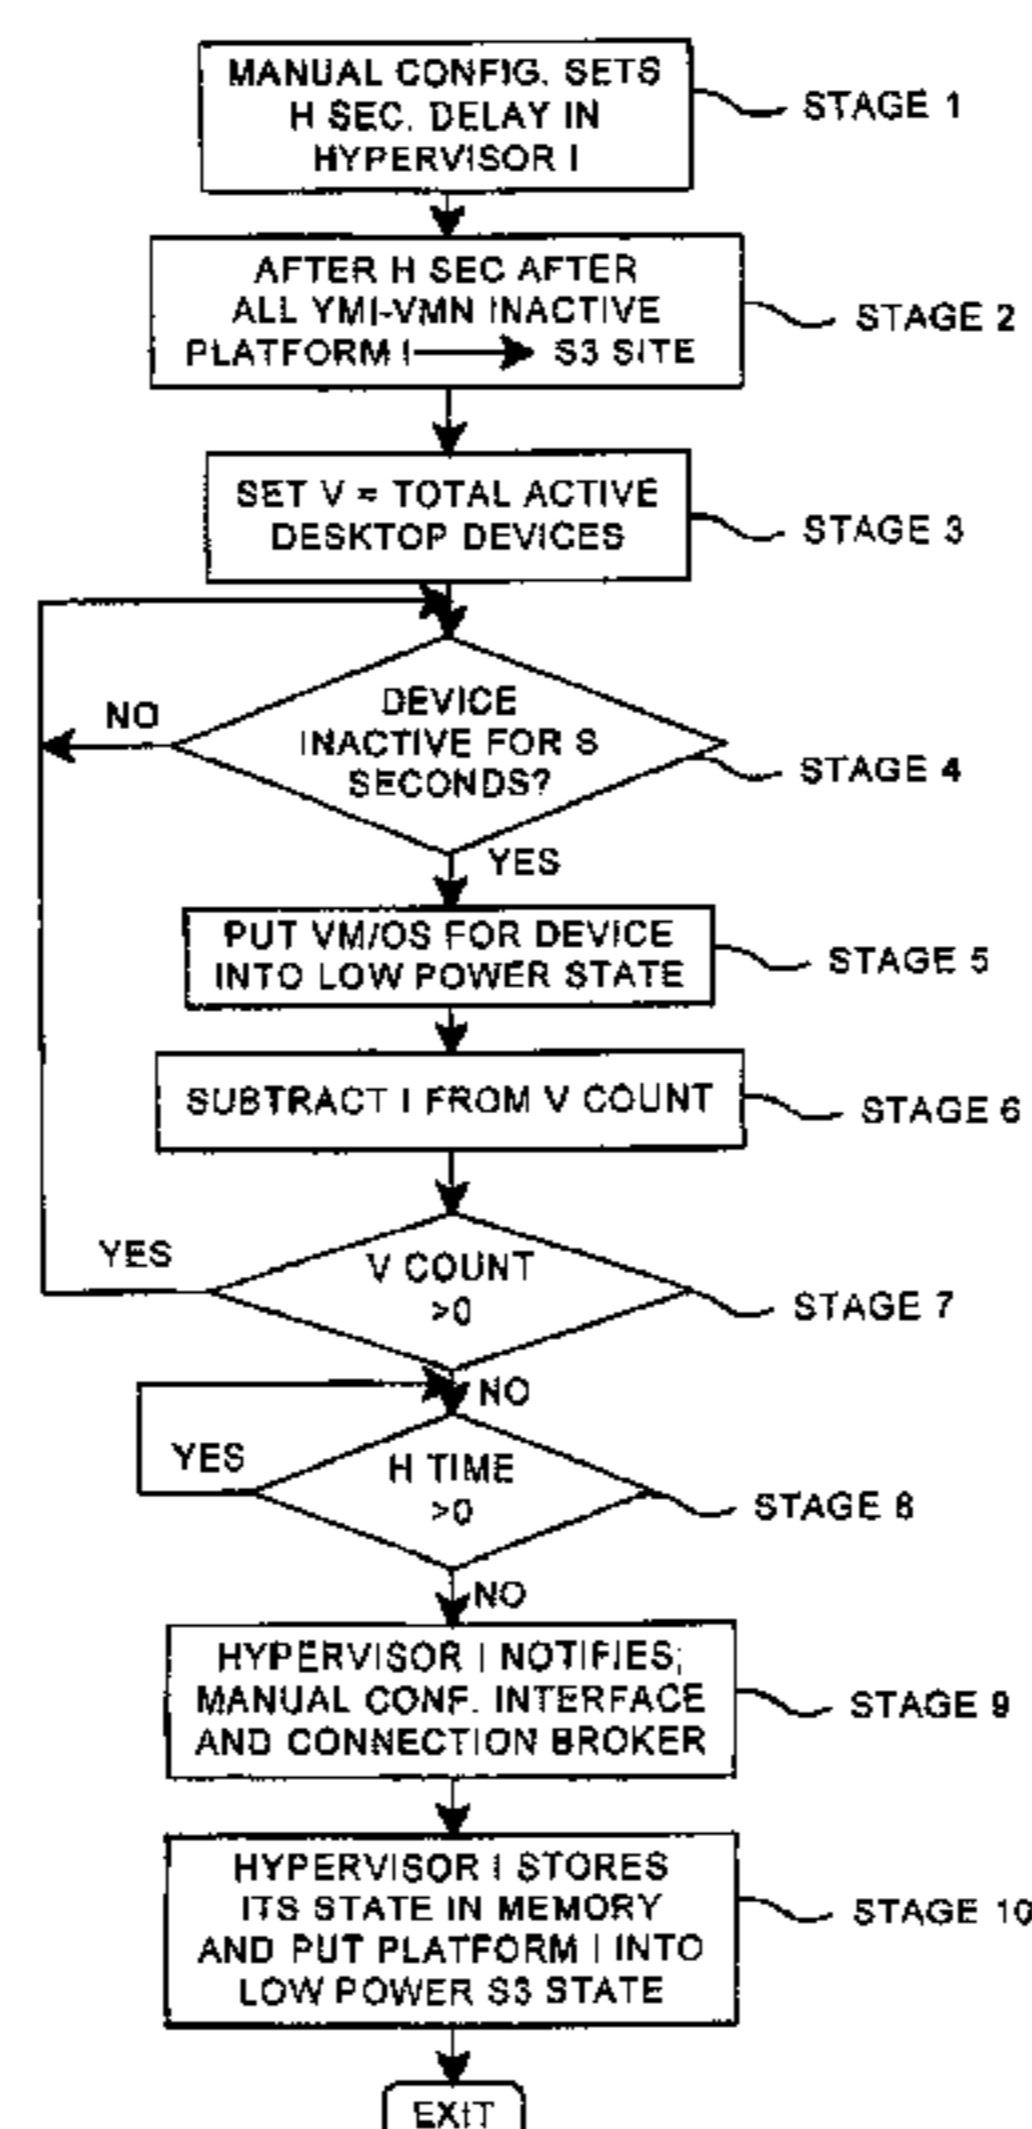 MANUAL CONFIG. SETS
H SEC. DELAY IN
HYPERVISOR I
STAGE 1
AFTER H SEC AFTER
ALL YMI-VMN INACTIVE
PLATFORM I S3 SITE
STAGE 2
SET V = TOTAL ACTIVE
DESKTOP DEVICES
STAGE 3
DEVICE
INACTIVE FOR S
SECONDS?
NO
STAGE 4
YES
PUT VM/OS FOR DEVICE
INTO LOW POWER STATE
STAGE 5
SUBTRACT I FROM V COUNT
STAGE 6
YES
V COUNT
>0
STAGE 7
NO
YES
H TIME
>0
STAGE 8
NO
HYPERVISOR I NOTIFIES;
MANUAL CONF. INTERFACE
AND CONNECTION BROKER
STAGE 9
HYPERVISOR I STORES
ITS STATE IN MEMORY
AND PUT PLATFORM I INTO
LOW POWER S3 STATE
STAGE 10
EXIT